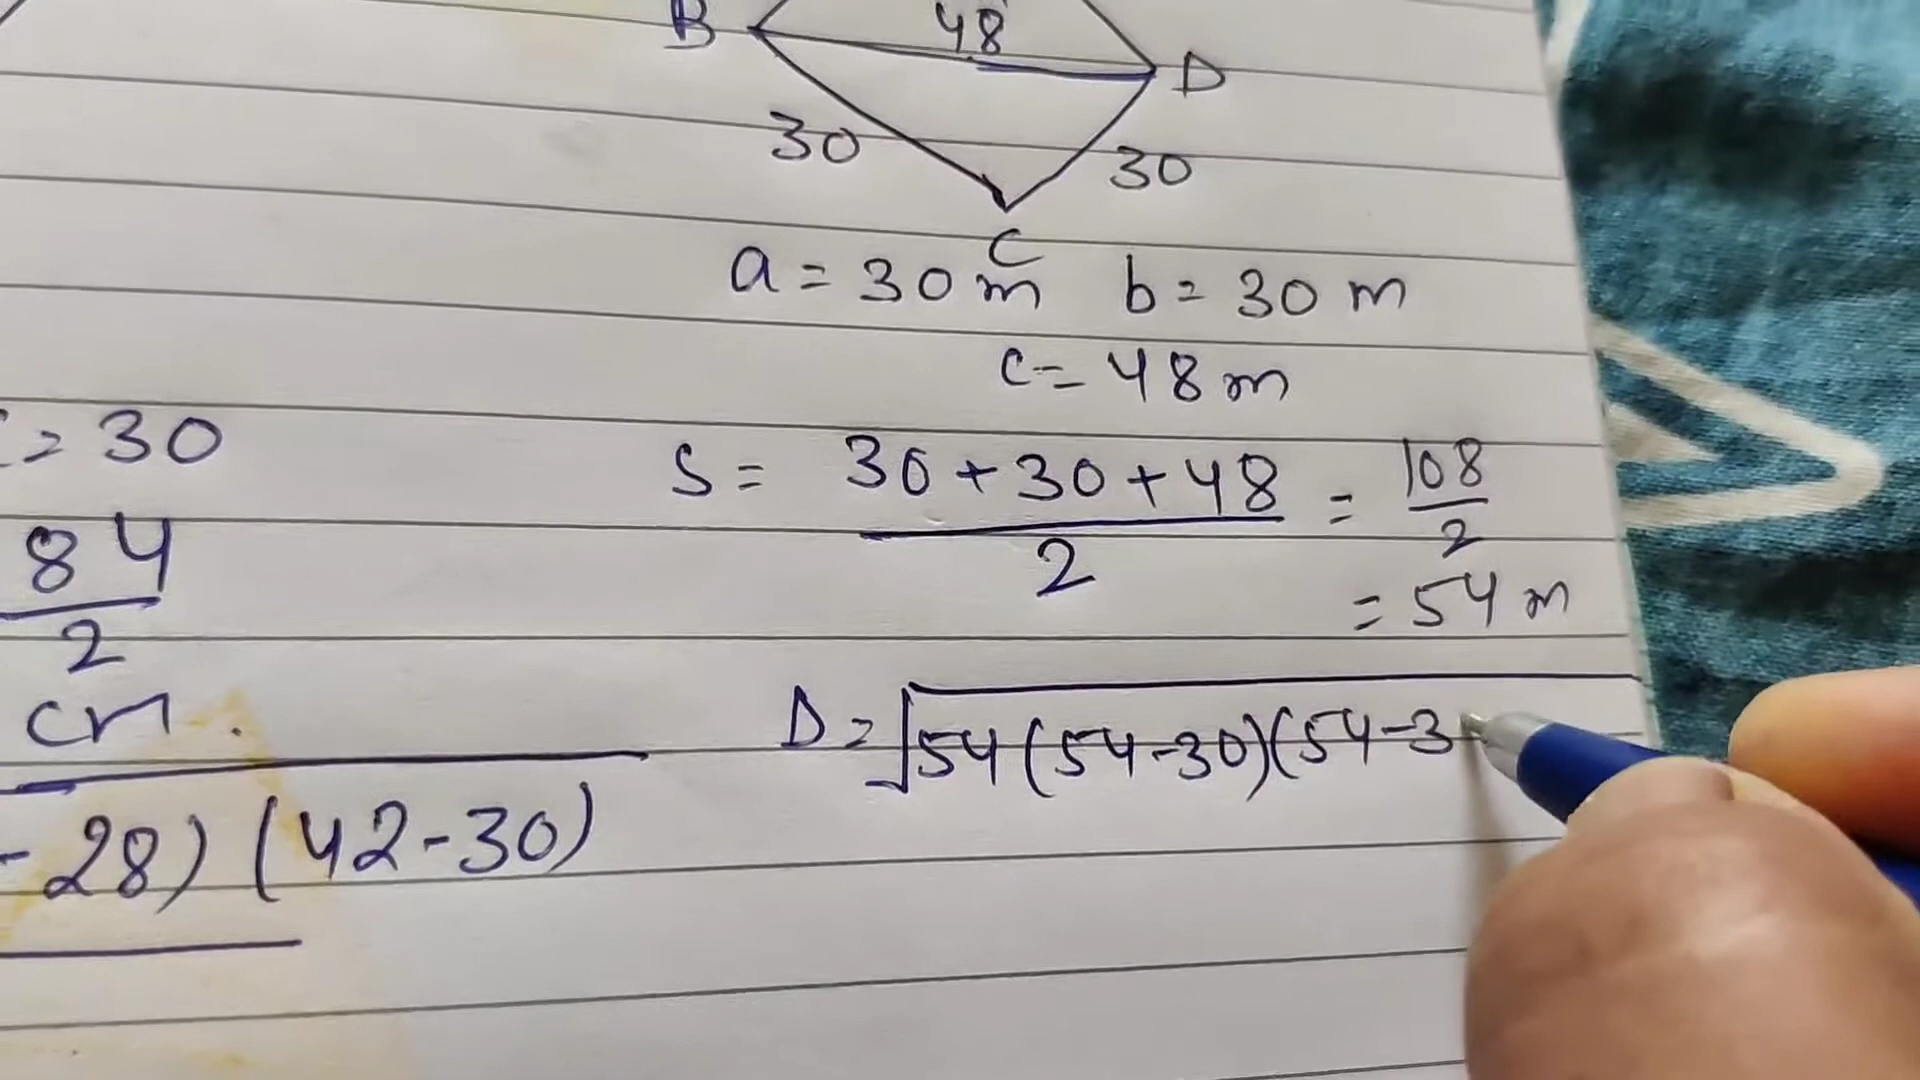 B 48 D
30 30
C
a = 30 m b = 30 m
c = 48 m
= 30
S = 30 + 30 + 48 / 2 = 108 / 2
84 / 2
= 54 m
cm.
Δ = √54(54-30)(54-3
- 28) (42-30)